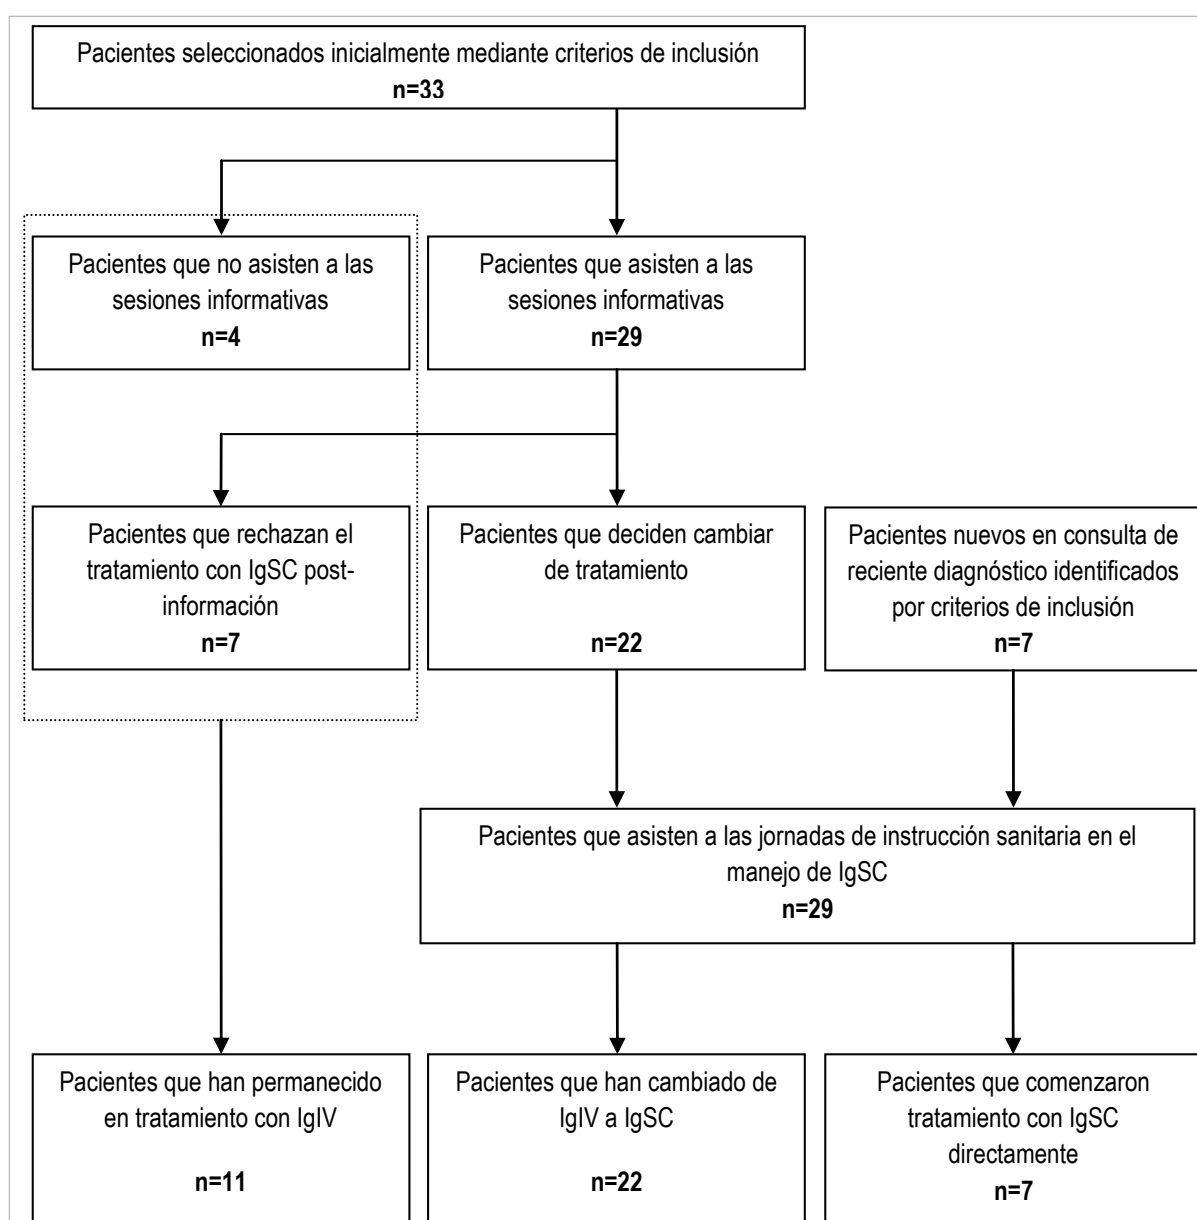 Pacientes seleccionados inicialmente mediante criterios de inclusión
n=33
Pacientes que no asisten a las
sesiones informativas
n=4
Pacientes que asisten a las
sesiones informativas
n=29
Pacientes que rechazan el
tratamiento con IgSC post-
información
n=7
Pacientes que deciden cambiar
de tratamiento
n=22
Pacientes nuevos en consulta de
reciente diagnóstico identificados
por criterios de inclusión
n=7
Pacientes que asisten a las jornadas de instrucción sanitaria en el
manejo de IgSC
n=29
Pacientes que han permanecido
en tratamiento con IgIV
n=11
Pacientes que han cambiado de
IgIV a IgSC
n=22
Pacientes que comenzaron
tratamiento con IgSC
directamente
n=7